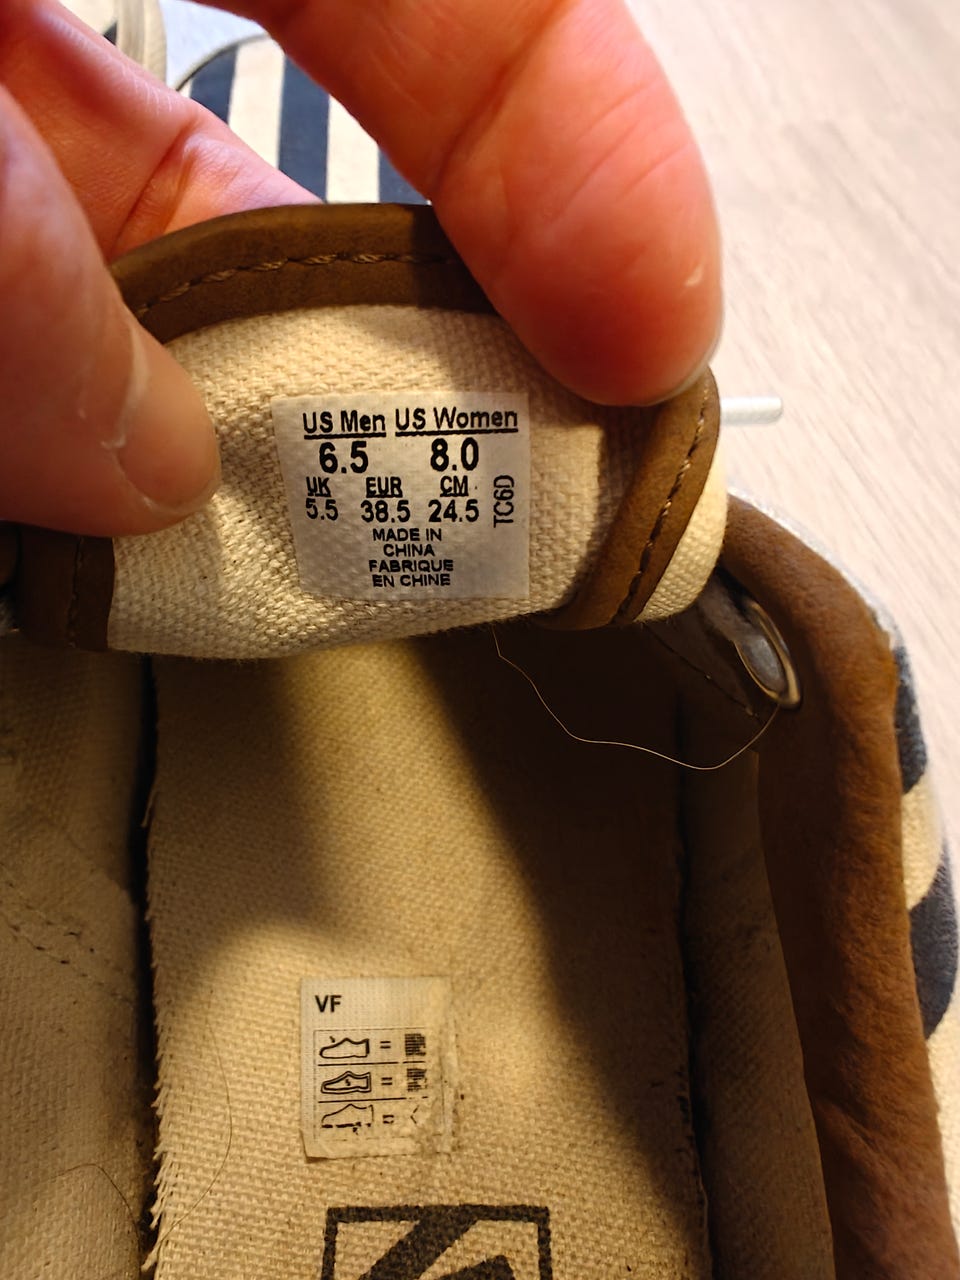 US Men US Women
6.5 8.0
UK EUR CM
5.5 38.5 24.5
TC6D
MADE IN
CHINA
FABRIQUE
EN CHINE
VF
=
=
=